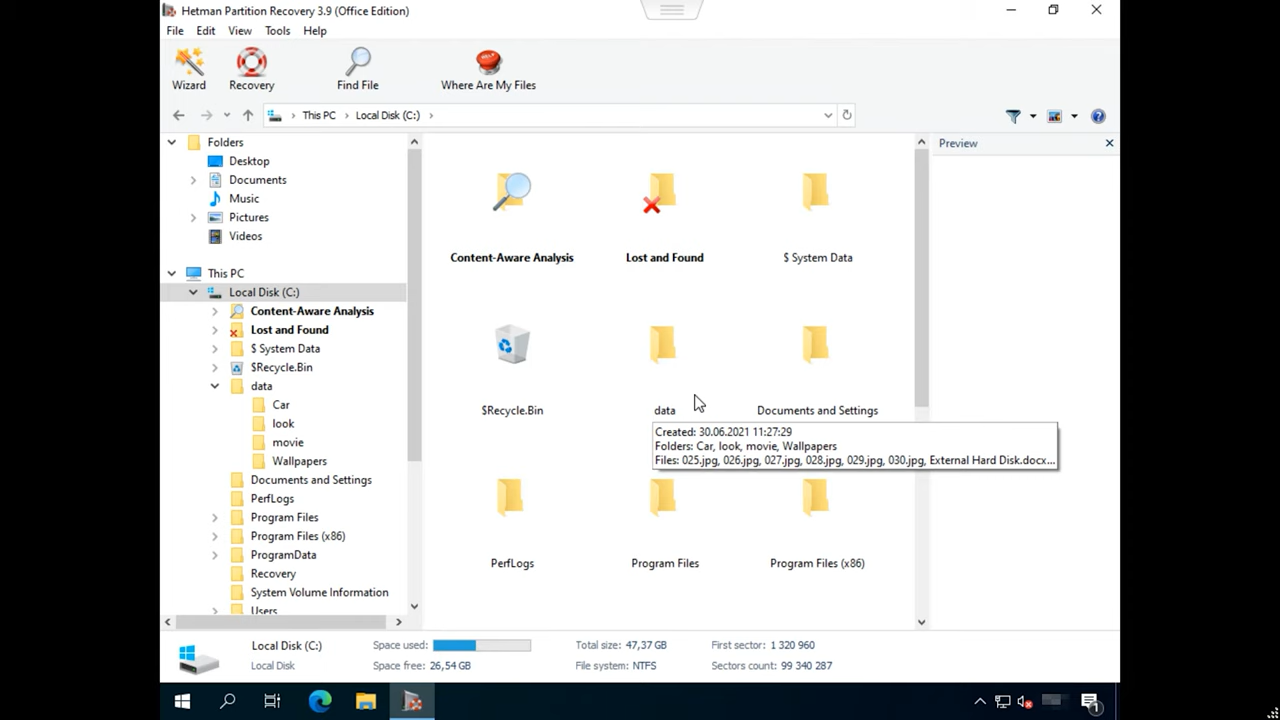 Hetman Partition Recovery 3.9 (Office Edition)
File Edit View Tools Help
Wizard Recovery Find File Where Are My Files
This PC Local Disk (C:)
Folders
Desktop
Documents
Music
Pictures
Videos
This PC
Local Disk (C:)
Content-Aware Analysis
Lost and Found
$ System Data
$Recycle.Bin
data
Car
look
movie
Wallpapers
Documents and Settings
PerfLogs
Program Files
Program Files (x86)
ProgramData
Recovery
System Volume Information
Users
Content-Aware Analysis Lost and Found $ System Data
$Recycle.Bin data Documents and Settings
Created: 30.06.2021 11:27:29
Folders: Car, look, movie, Wallpapers
Files: 025.jpg, 026.jpg, 027.jpg, 028.jpg, 029.jpg, 030.jpg, External Hard Disk.docx...
PerfLogs Program Files Program Files (x86)
Preview
Local Disk (C:) Space used: Total size: 47,37 GB First sector: 1 320 960
Local Disk Space free: 26,54 GB File system: NTFS Sectors count: 99 340 287
1